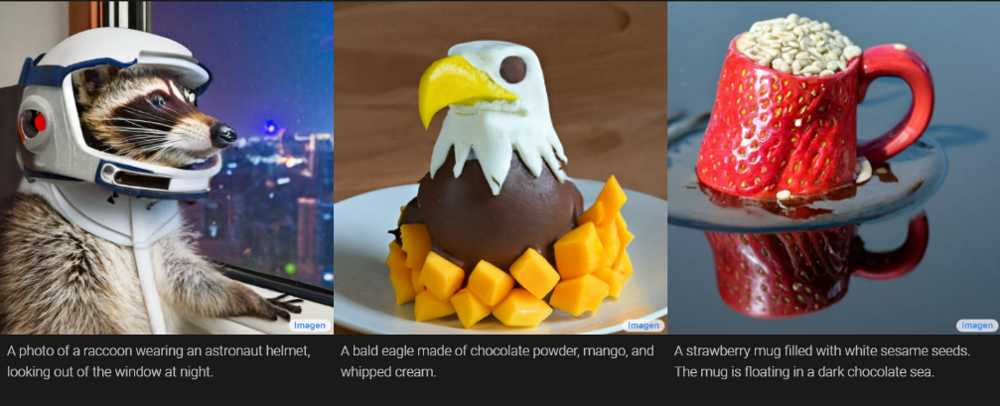 Imagen
Imagen
Imagen
A photo of a raccoon wearing an astronaut helmet,
looking out of the window at night.
A bald eagle made of chocolate powder, mango, and
whipped cream.
A strawberry mug filled with white sesame seeds.
The mug is floating in a dark chocolate sea.